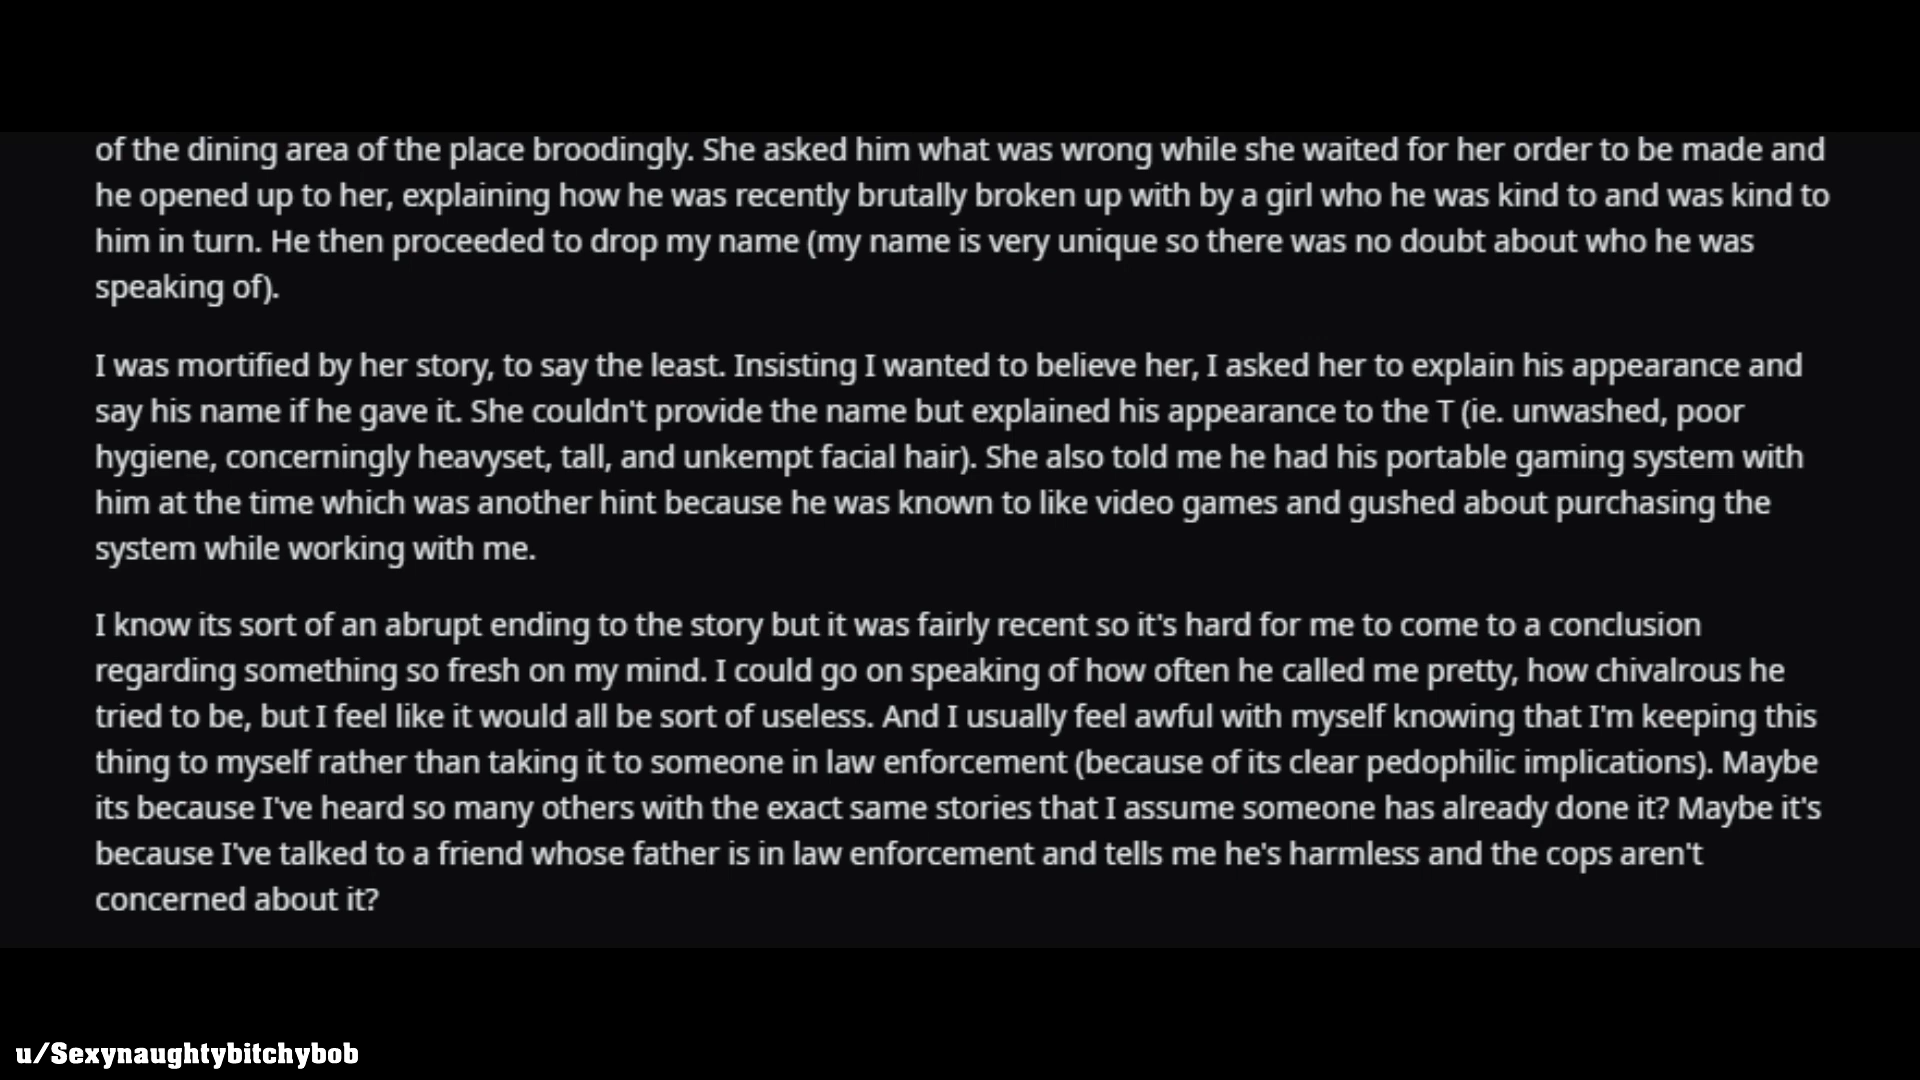 of the dining area of the place broodingly. She asked him what was wrong while she waited for her order to be made and
he opened up to her, explaining how he was recently brutally broken up with by a girl who he was kind to and was kind to
him in turn. He then proceeded to drop my name (my name is very unique so there was no doubt about who he was
speaking of).
I was mortified by her story, to say the least. Insisting I wanted to believe her, I asked her to explain his appearance and
say his name if he gave it. She couldn't provide the name but explained his appearance to the T (ie. unwashed, poor
hygiene, concerningly heavyset, tall, and unkempt facial hair). She also told me he had his portable gaming system with
him at the time which was another hint because he was known to like video games and gushed about purchasing the
system while working with me.
I know its sort of an abrupt ending to the story but it was fairly recent so it's hard for me to come to a conclusion
regarding something so fresh on my mind. I could go on speaking of how often he called me pretty, how chivalrous he
tried to be, but I feel like it would all be sort of useless. And I usually feel awful with myself knowing that I'm keeping this
thing to myself rather than taking it to someone in law enforcement (because of its clear pedophilic implications). Maybe
its because I've heard so many others with the exact same stories that I assume someone has already done it? Maybe it's
because I've talked to a friend whose father is in law enforcement and tells me he's harmless and the cops aren't
concerned about it?
u/Sexynaughtybitchybob